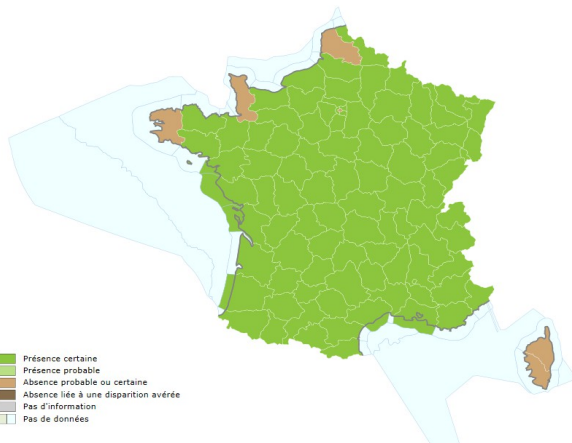 Présence certaine
Présence probable
Absence probable ou certaine
Absence liée à une disparition avérée
Pas d'information
Pas de données